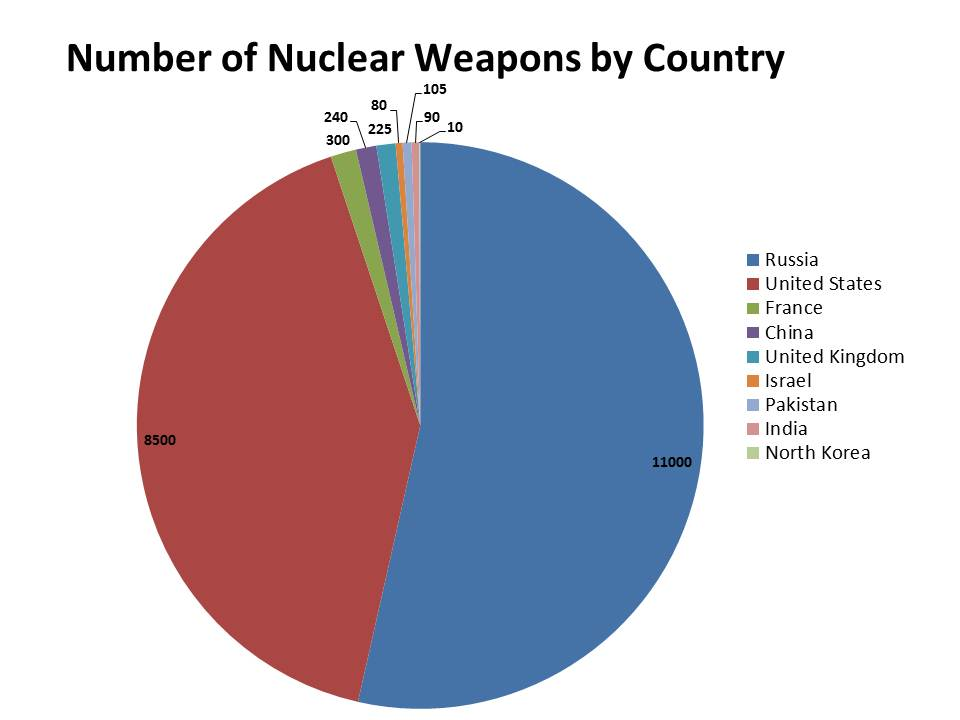 Number of Nuclear Weapons by Country
105
80
240
90
225
10
300
8500
11000
Russia
United States
France
China
United Kingdom
Israel
Pakistan
India
North Korea